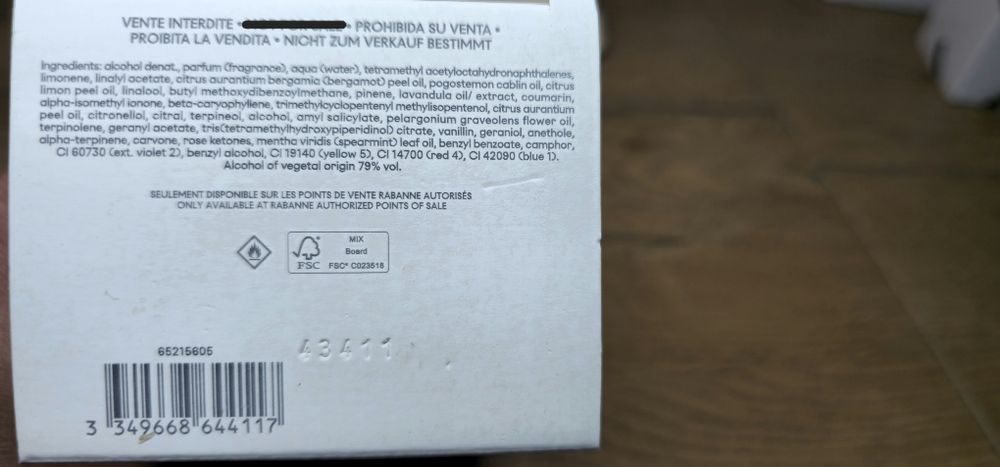 VENTE INTERDITE • • PROHIBIDA SU VENTA •
PROIBITA LA VENDITA • NICHT ZUM VERKAUF BESTIMMT
Ingredients: alcohol denat., parfum (fragrance), aqua (water), tetramethyl acetyloctahydronaphthalenes,
limonene, linalyl acetate, citrus aurantium bergamia (bergamot) peel oil, pogostemon cablin oil, citrus
limon peel oil, linalool, butyl methoxydibenzoylmethane, pinene, lavandula oil/ extract, coumarin,
alpha-isomethyl ionone, beta-caryophyllene, trimethylcyclopentenyl methylisopentenol, citrus aurantium
peel oil, citronellol, citral, terpineol, alcohol, amyl salicylate, pelargonium graveolens flower oil,
terpinolene, geranyl acetate, tris(tetramethylhydroxypiperidinol) citrate, vanillin, geraniol, anethole,
alpha-terpinene, carvone, rose ketones, mentha viridis (spearmint) leaf oil, benzyl benzoate, camphor,
CI 60730 (ext. violet 2), benzyl alcohol, CI 19140 (yellow 5), CI 14700 (red 4), CI 42090 (blue 1).
Alcohol of vegetal origin 79% vol.
SEULEMENT DISPONIBLE SUR LES POINTS DE VENTE RABANNE AUTORISÉS
ONLY AVAILABLE AT RABANNE AUTHORIZED POINTS OF SALE
MIX
Board
FSC FSC® C023518
43411
65215605
3 349668 644117